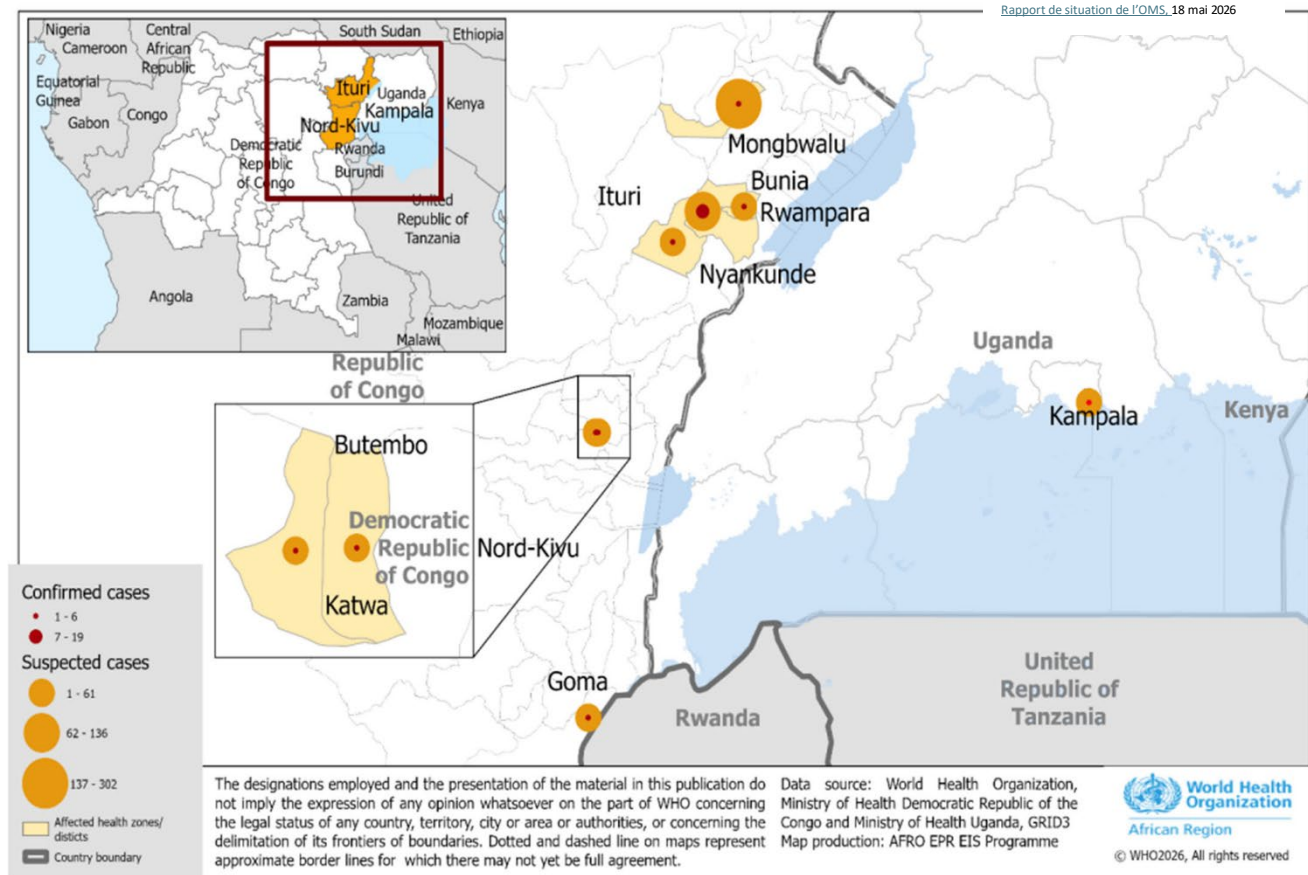 Rapport de situation de l’OMS, 18 mai 2026
Nigeria
Cameroon
Central
African
Republic
South Sudan
Ethiopia
Equatorial
Guinea
Gabon
Congo
Ituri
Uganda
Kampala
Kenya
Nord-Kivu
Democratic
Republic
of Congo
Rwanda
Burundi
United
Republic of
Tanzania
Angola
Zambia
Mozambique
Malawi
Mongbwalu
Bunia
Ituri
Rwampara
Nyankunde
Republic
of Congo
Uganda
Kampala
Kenya
Butembo
Democratic
Republic
of Congo
Nord-Kivu
Katwa
Goma
Rwanda
United
Republic of
Tanzania
Confirmed cases
1 - 6
7 - 19
Suspected cases
1 - 61
62 - 136
137 - 302
Affected health zones/
disticts
Country boundary
The designations employed and the presentation of the material in this publication do
not imply the expression of any opinion whatsoever on the part of WHO concerning
the legal status of any country, territory, city or area or authorities, or concerning the
delimitation of its frontiers of boundaries. Dotted and dashed line on maps represent
approximate border lines for which there may not yet be full agreement.
Data source: World Health Organization,
Ministry of Health Democratic Republic of the
Congo and Ministry of Health Uganda, GRID3
Map production: AFRO EPR EIS Programme
World Health
Organization
African Region
© WHO2026, All rights reserved